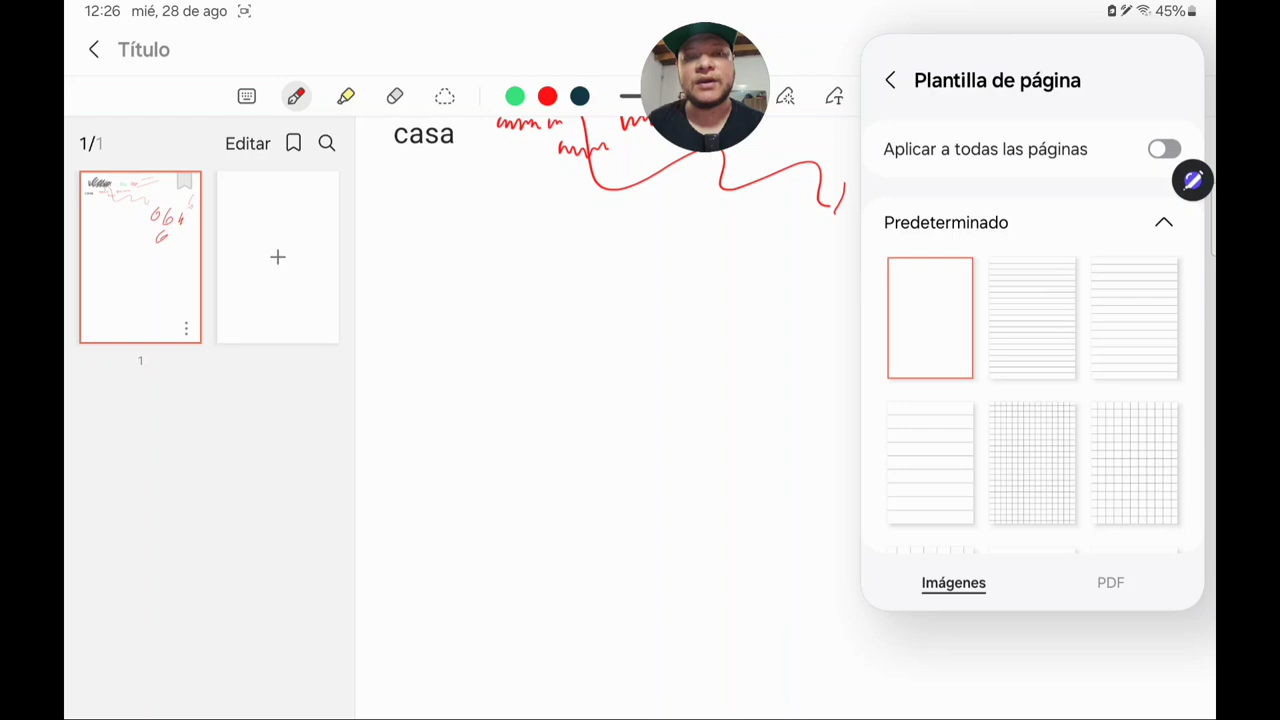 12:26 mié, 28 de ago 45%
Título
Plantilla de página
1/1 Editar
casa
Aplicar a todas las páginas
Predeterminado
1
Imágenes PDF